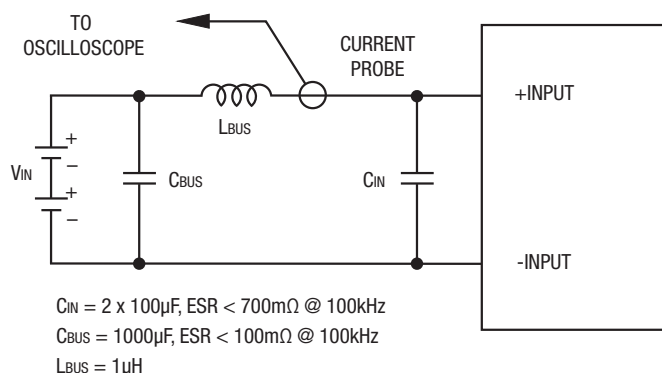 TO
OSCILLOSCOPE
CURRENT
PROBE
+INPUT
LBUS
+
VIN
−
+
−
CBUS
CIN
-INPUT
CIN = 2 x 100µF, ESR < 700mΩ @ 100kHz
CBUS = 1000µF, ESR < 100mΩ @ 100kHz
LBUS = 1µH